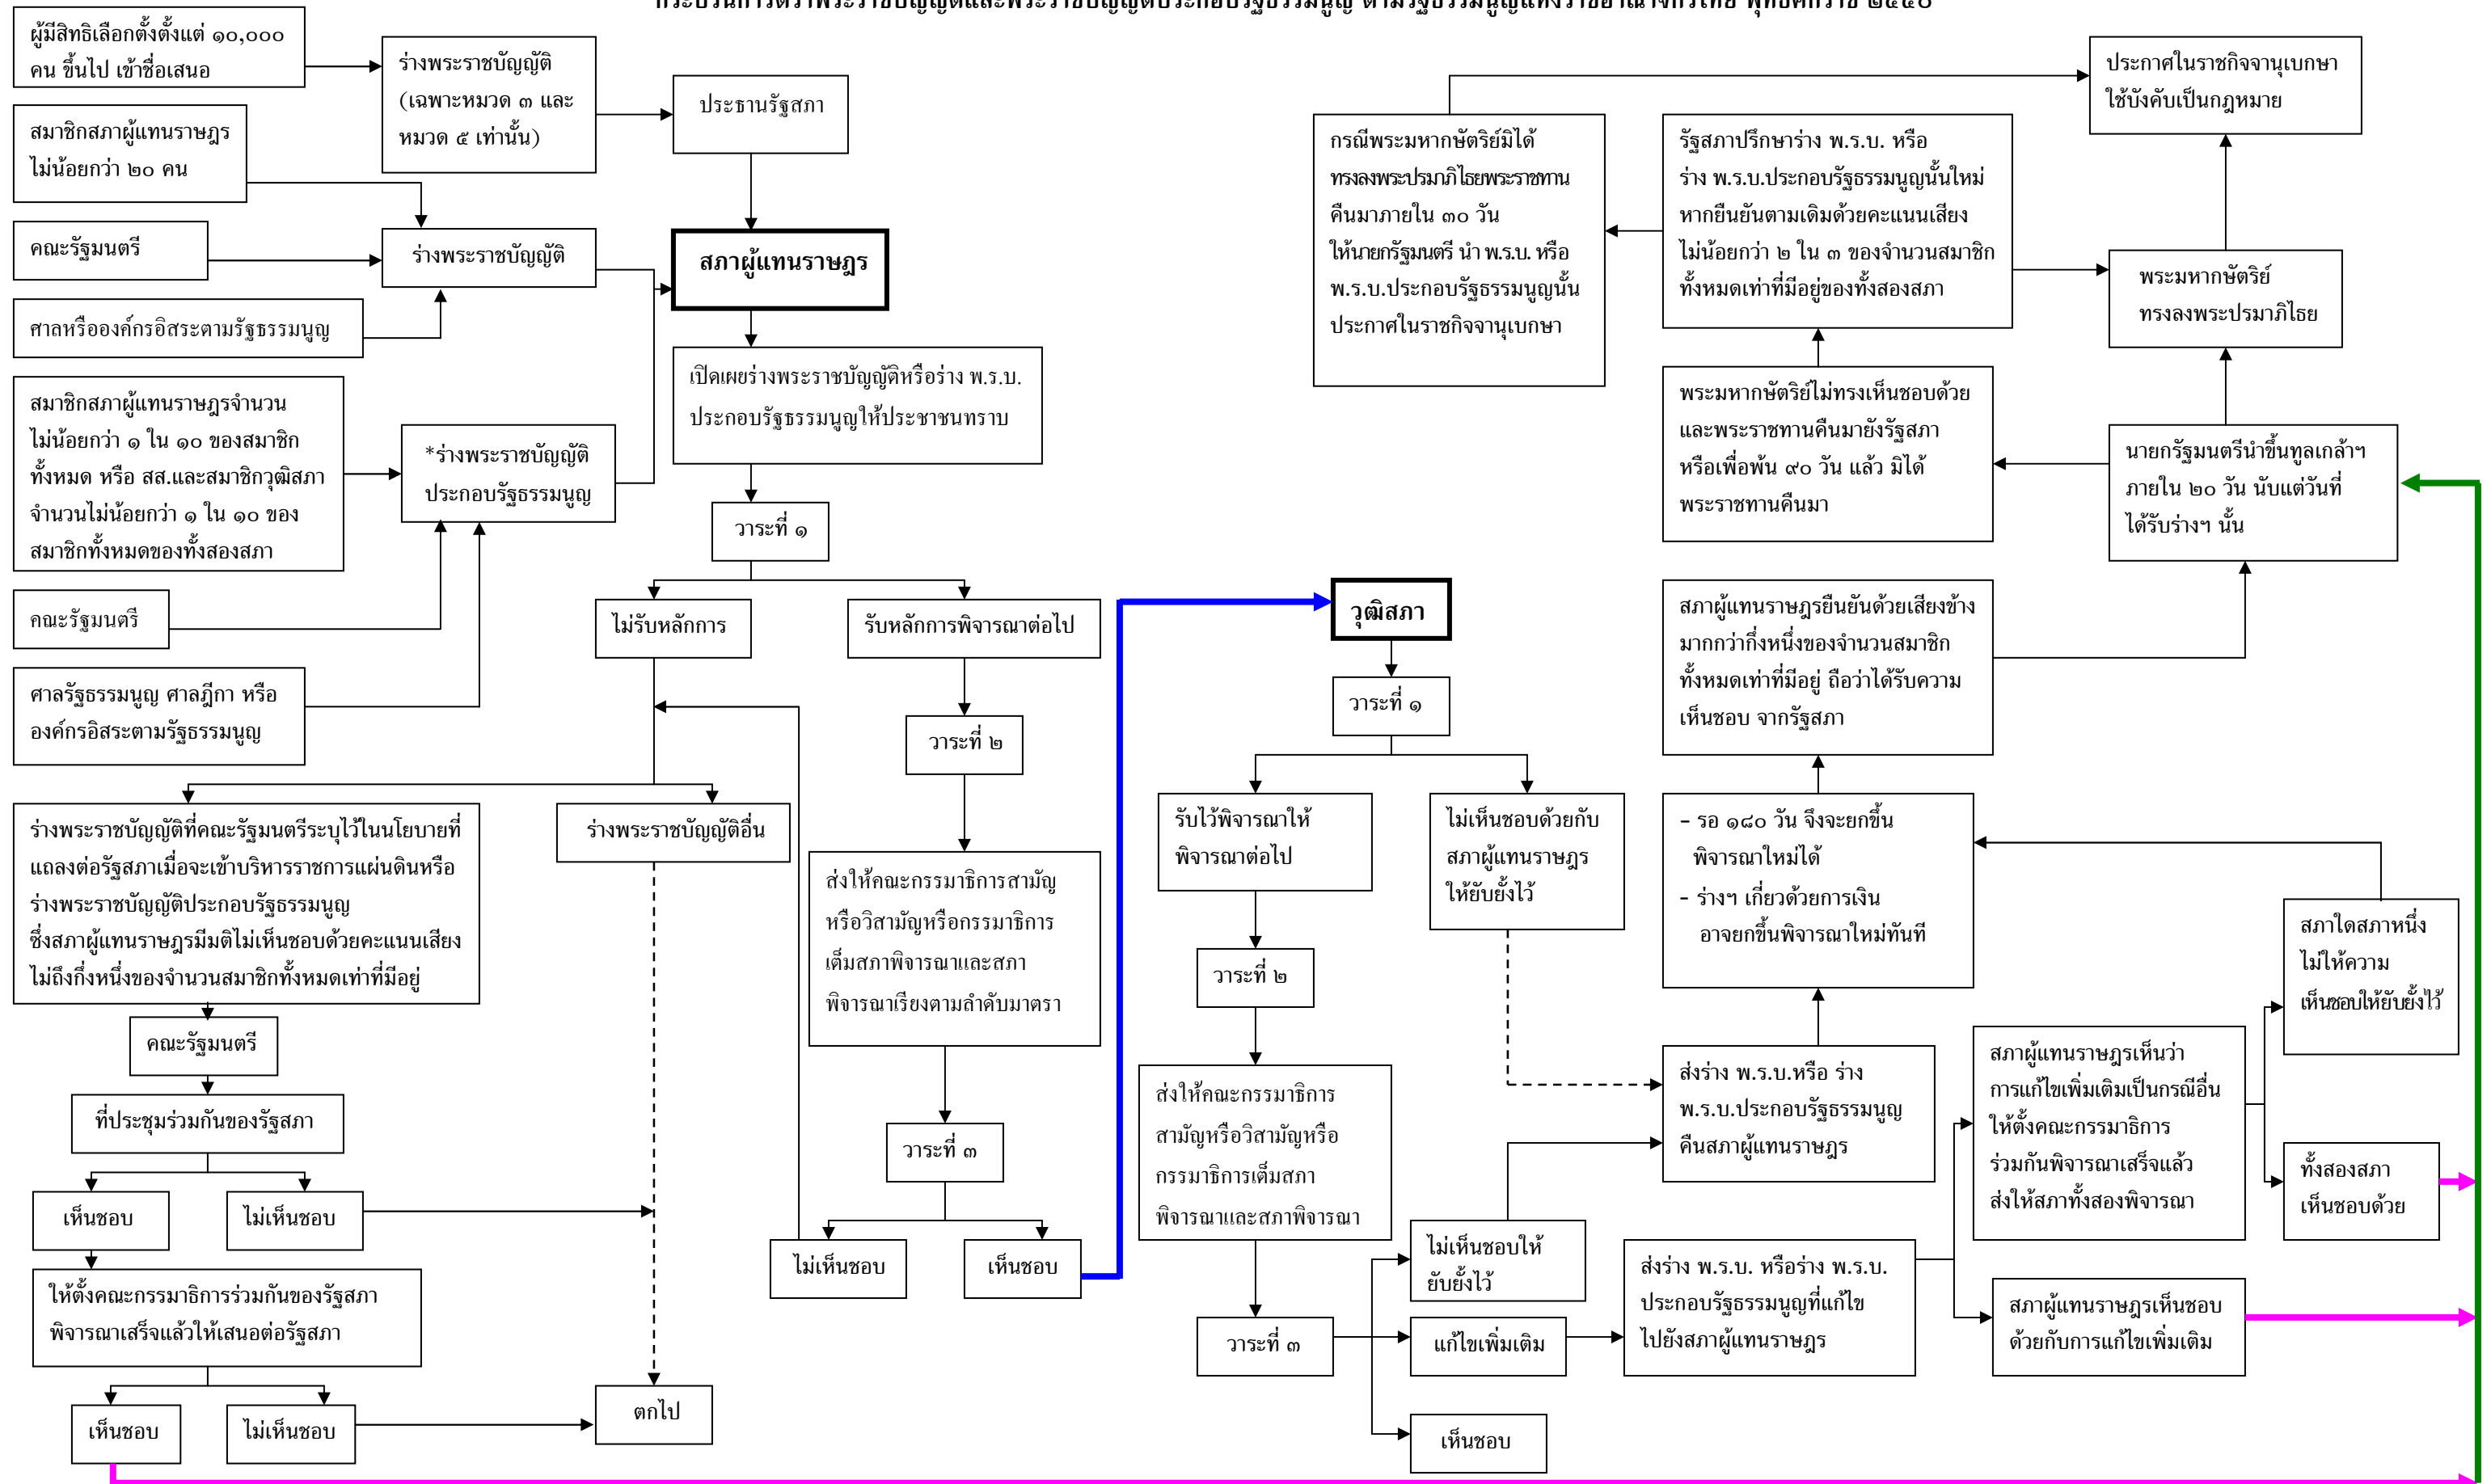 กระบวนการตราพระราชบัญญัติและพระราชบัญญัติประกอบรัฐธรรมนูญ ตามรัฐธรรมนูญแห่งราชอาณาจักรไทย พุทธศักราช ๒๕๕๐
ผู้มีสิทธิเลือกตั้งตั้งแต่ ๑๐,๐๐๐
คน ขึ้นไป เข้าชื่อเสนอ
ร่างพระราชบัญญัติ
(เฉพาะหมวด ๓ และ
หมวด ๕ เท่านั้น)
ประธานรัฐสภา
สมาชิกสภาผู้แทนราษฎร
ไม่น้อยกว่า ๒๐ คน
คณะรัฐมนตรี
ร่างพระราชบัญญัติ
สภาผู้แทนราษฎร
ศาลหรือองค์กรอิสระตามรัฐธรรมนูญ
เปิดเผยร่างพระราชบัญญัติหรือร่าง พ.ร.บ.
ประกอบรัฐธรรมนูญให้ประชาชนทราบ
สมาชิกสภาผู้แทนราษฎรจำนวน
ไม่น้อยกว่า ๑ ใน ๑๐ ของสมาชิก
ทั้งหมด หรือ สส.และสมาชิกวุฒิสภา
จำนวนไม่น้อยกว่า ๑ ใน ๑๐ ของ
สมาชิกทั้งหมดของทั้งสองสภา
*ร่างพระราชบัญญัติ
ประกอบรัฐธรรมนูญ
คณะรัฐมนตรี
ศาลรัฐธรรมนูญ ศาลฎีกา หรือ
องค์กรอิสระตามรัฐธรรมนูญ
วาระที่ ๑
ไม่รับหลักการ
รับหลักการพิจารณาต่อไป
วาระที่ ๒
ร่างพระราชบัญญัติที่คณะรัฐมนตรีระบุไว้ในนโยบายที่
แถลงต่อรัฐสภาเมื่อจะเข้าบริหารราชการแผ่นดินหรือ
ร่างพระราชบัญญัติประกอบรัฐธรรมนูญ
ซึ่งสภาผู้แทนราษฎรมีมติไม่เห็นชอบด้วยคะแนนเสียง
ไม่ถึงกึ่งหนึ่งของจำนวนสมาชิกทั้งหมดเท่าที่มีอยู่
ร่างพระราชบัญญัติอื่น
ส่งให้คณะกรรมาธิการสามัญ
หรือวิสามัญหรือกรรมาธิการ
เต็มสภาพิจารณาและสภา
พิจารณาเรียงตามลำดับมาตรา
คณะรัฐมนตรี
ที่ประชุมร่วมกันของรัฐสภา
เห็นชอบ
ไม่เห็นชอบ
ให้ตั้งคณะกรรมาธิการร่วมกันของรัฐสภา
พิจารณาเสร็จแล้วให้เสนอต่อรัฐสภา
เห็นชอบ
ไม่เห็นชอบ
ตกไป
วาระที่ ๓
ไม่เห็นชอบ
เห็นชอบ
วุฒิสภา
วาระที่ ๑
รับไว้พิจารณาให้
พิจารณาต่อไป
ไม่เห็นชอบด้วยกับ
สภาผู้แทนราษฎร
ให้ยับยั้งไว้
วาระที่ ๒
ส่งให้คณะกรรมาธิการ
สามัญหรือวิสามัญหรือ
กรรมาธิการเต็มสภา
พิจารณาและสภาพิจารณา
วาระที่ ๓
ไม่เห็นชอบให้
ยับยั้งไว้
แก้ไขเพิ่มเติม
เห็นชอบ
ส่งร่าง พ.ร.บ. หรือร่าง พ.ร.บ.
ประกอบรัฐธรรมนูญที่แก้ไข
ไปยังสภาผู้แทนราษฎร
สภาผู้แทนราษฎรเห็นว่า
การแก้ไขเพิ่มเติมเป็นกรณีอื่น
ให้ตั้งคณะกรรมาธิการ
ร่วมกันพิจารณาเสร็จแล้ว
ส่งให้สภาทั้งสองพิจารณา
สภาผู้แทนราษฎรเห็นชอบ
ด้วยกับการแก้ไขเพิ่มเติม
สภาใดสภาหนึ่ง
ไม่ให้ความ
เห็นชอบให้ยับยั้งไว้
ทั้งสองสภา
เห็นชอบด้วย
ส่งร่าง พ.ร.บ.หรือ ร่าง
พ.ร.บ.ประกอบรัฐธรรมนูญ
คืนสภาผู้แทนราษฎร
- รอ ๑๘๐ วัน จึงจะยกขึ้น
พิจารณาใหม่ได้
- ร่างฯ เกี่ยวด้วยการเงิน
อาจยกขึ้นพิจารณาใหม่ทันที
สภาผู้แทนราษฎรยืนยันด้วยเสียงข้าง
มากกว่ากึ่งหนึ่งของจำนวนสมาชิก
ทั้งหมดเท่าที่มีอยู่ ถือว่าได้รับความ
เห็นชอบ จากรัฐสภา
นายกรัฐมนตรีนำขึ้นทูลเกล้าฯ
ภายใน ๒๐ วัน นับแต่วันที่
ได้รับร่างฯ นั้น
พระมหากษัตริย์ไม่ทรงเห็นชอบด้วย
และพระราชทานคืนมายังรัฐสภา
หรือเพื่อพ้น ๙๐ วัน แล้ว มิได้
พระราชทานคืนมา
รัฐสภาปรึกษาร่าง พ.ร.บ. หรือ
ร่าง พ.ร.บ.ประกอบรัฐธรรมนูญนั้นใหม่
หากยืนยันตามเดิมด้วยคะแนนเสียง
ไม่น้อยกว่า ๒ ใน ๓ ของจำนวนสมาชิก
ทั้งหมดเท่าที่มีอยู่ของทั้งสองสภา
กรณีพระมหากษัตริย์มิได้
ทรงลงพระปรมาภิไธยพระราชทาน
คืนมาภายใน ๓๐ วัน
ให้นายกรัฐมนตรี นำ พ.ร.บ. หรือ
พ.ร.บ.ประกอบรัฐธรรมนูญนั้น
ประกาศในราชกิจจานุเบกษา
พระมหากษัตริย์
ทรงลงพระปรมาภิไธย
ประกาศในราชกิจจานุเบกษา
ใช้บังคับเป็นกฎหมาย